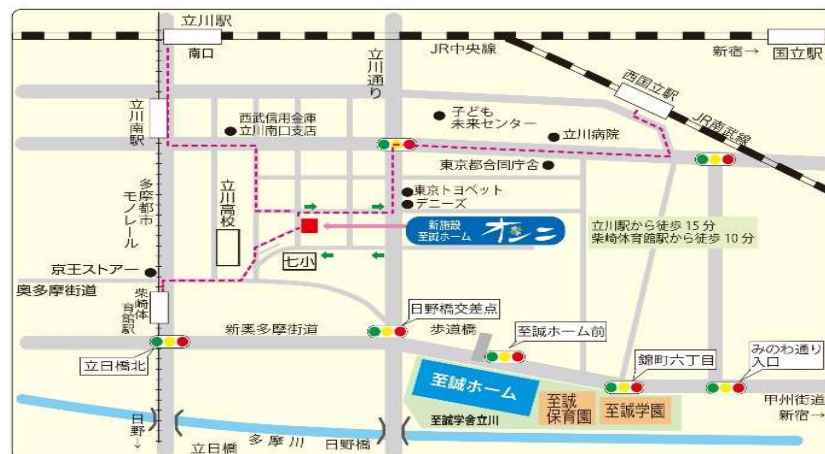 立川駅
南口
JR中央線
新宿→
国立駅
立川通り
西国立駅
JR南武線
立川南駅
西武信用金庫
立川南口支店
子ども
未来センター
立川病院
東京都合同庁舎
多摩都市
モノレール
立川高校
東京トヨペット
デニーズ
新施設
至誠ホーム
オンニ
立川駅から徒歩 15 分
柴崎体育館駅から徒歩 10 分
七小
京王ストアー
奥多摩街道
柴崎体
育館駅
日野橋交差点
新奥多摩街道
歩道橋
至誠ホーム前
みのわ通り
入口
立日橋北
錦町六丁目
至誠ホーム
至誠
保育園
至誠学園
甲州街道
新宿→
至誠学舎立川
日野
↓
立日橋
多摩川
日野橋